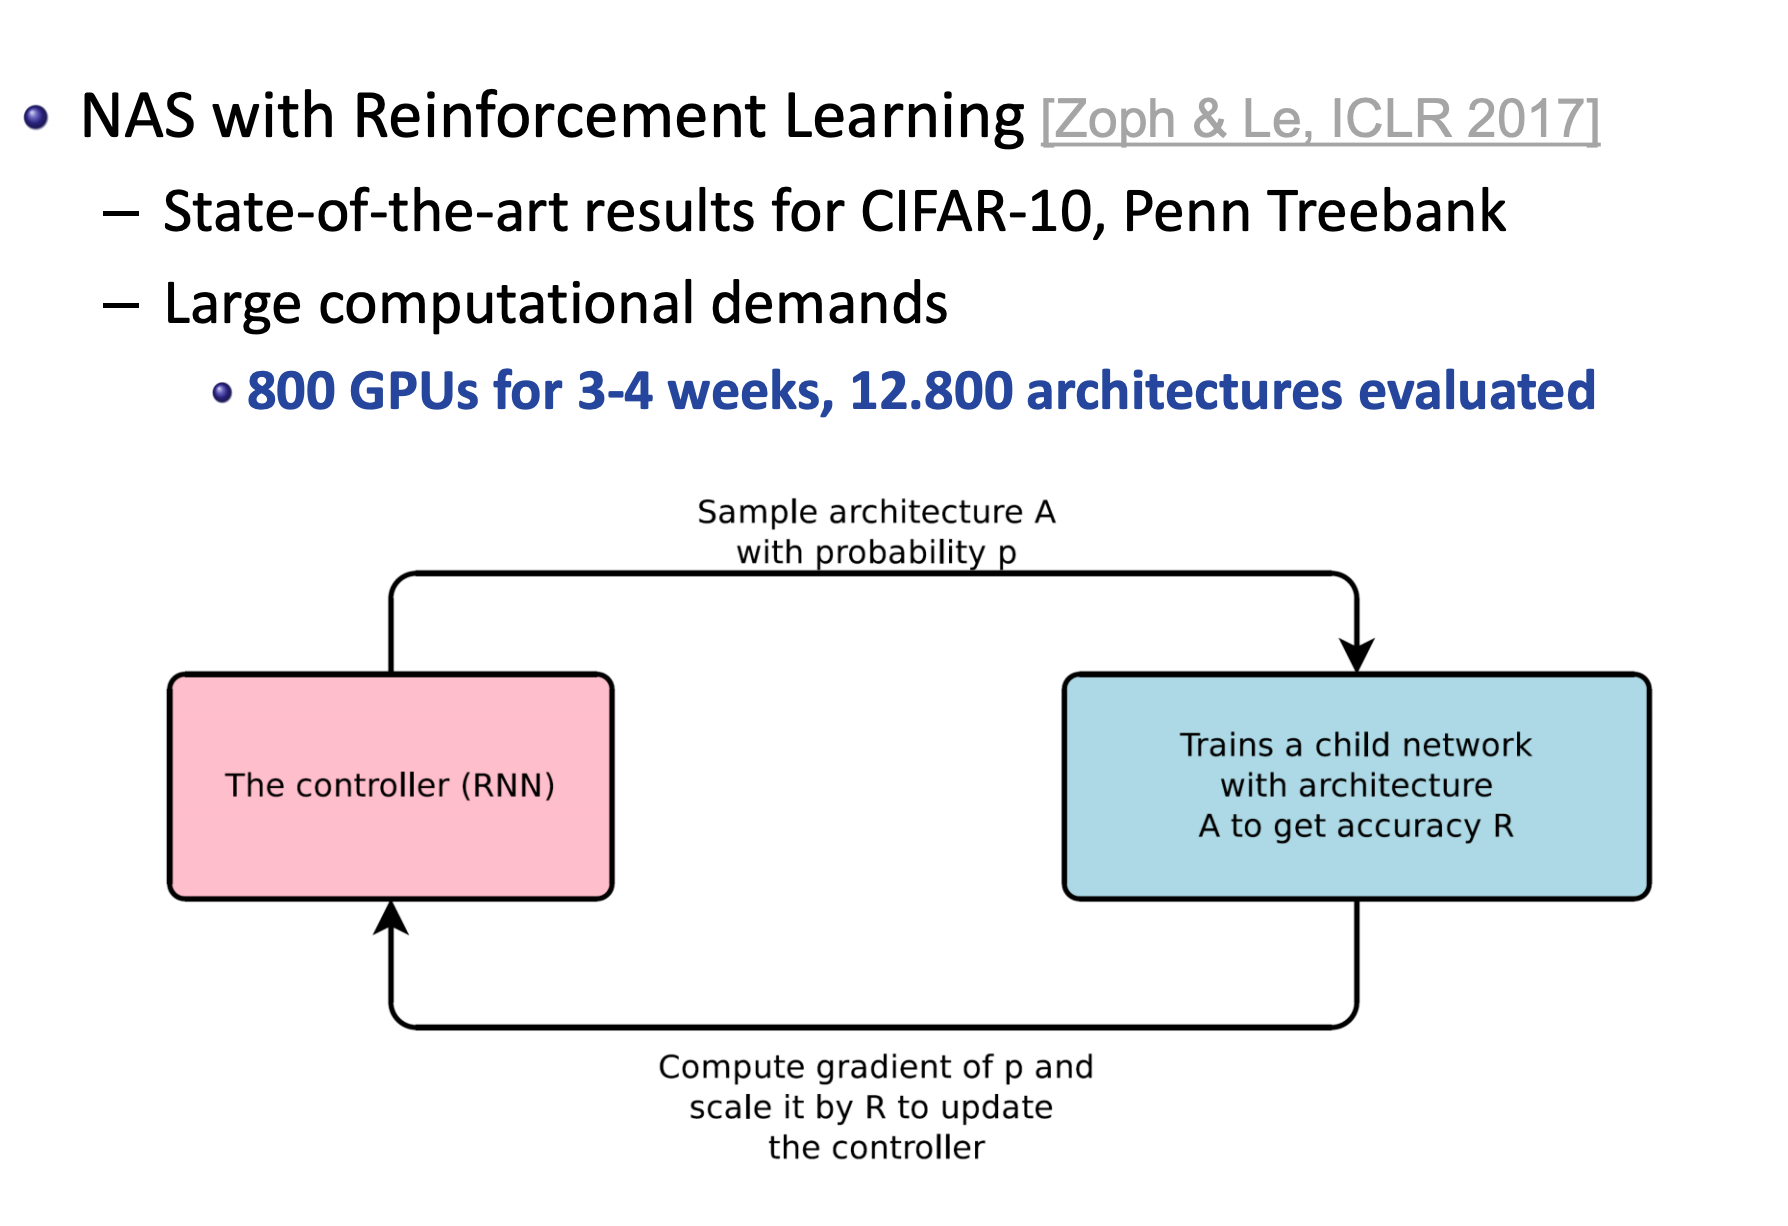 • NAS with Reinforcement Learning [Zoph & Le, ICLR 2017]
– State-of-the-art results for CIFAR-10, Penn Treebank
– Large computational demands
• 800 GPUs for 3-4 weeks, 12.800 architectures evaluated
Sample architecture A
with probability p
The controller (RNN)
Trains a child network
with architecture
A to get accuracy R
Compute gradient of p and
scale it by R to update
the controller